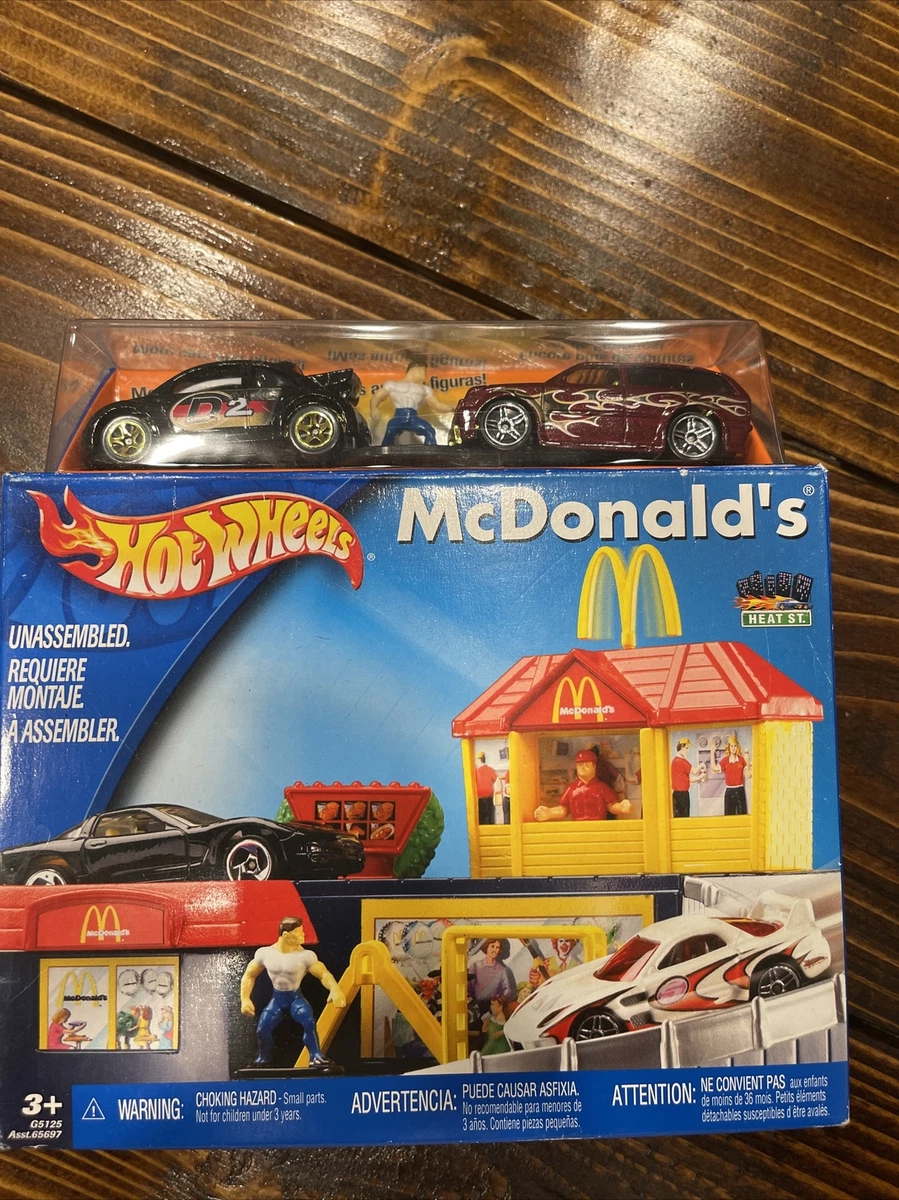 figuras!
D2
Hot Wheels®
McDonald's®
HEAT ST.
UNASSEMBLED.
REQUIERE
MONTAJE.
À ASSEMBLER.
McDonald's
McDonald's
McDonald's
3+
G5125
Asst.65697
WARNING: CHOKING HAZARD - Small parts.
Not for children under 3 years.
ADVERTENCIA: PUEDE CAUSAR ASFIXIA.
No recomendable para menores de
3 años. Contiene piezas pequeñas.
ATTENTION: NE CONVIENT PAS aux enfants
de moins de 36 mois. Petits éléments
détachables susceptibles d'être avalés.